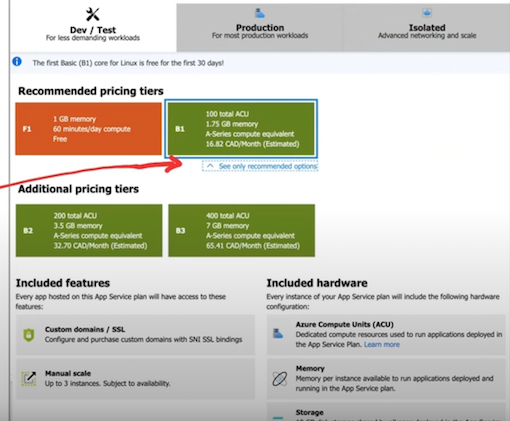 Dev / Test
For less demanding workloads
Production
For most production workloads
Isolated
Advanced networking and scale
The first Basic (B1) core for Linux is free for the first 30 days!
Recommended pricing tiers
F1
1 GB memory
60 minutes/day compute
Free
B1
100 total ACU
1.75 GB memory
A-Series compute equivalent
16.82 CAD/Month (Estimated)
See only recommended options
Additional pricing tiers
B2
200 total ACU
3.5 GB memory
A-Series compute equivalent
32.70 CAD/Month (Estimated)
B3
400 total ACU
7 GB memory
A-Series compute equivalent
65.41 CAD/Month (Estimated)
Included features
Every app hosted on this App Service plan will have access to these
features:
Custom domains / SSL
Configure and purchase custom domains with SNI SSL bindings
Manual scale
Up to 3 instances. Subject to availability.
Included hardware
Every instance of your App Service plan will include the following hardware
configuration:
Azure Compute Units (ACU)
Dedicated compute resources used to run applications deployed in
the App Service Plan. Learn more
Memory
Memory per instance available to run applications deployed and
running in the App Service plan.
Storage